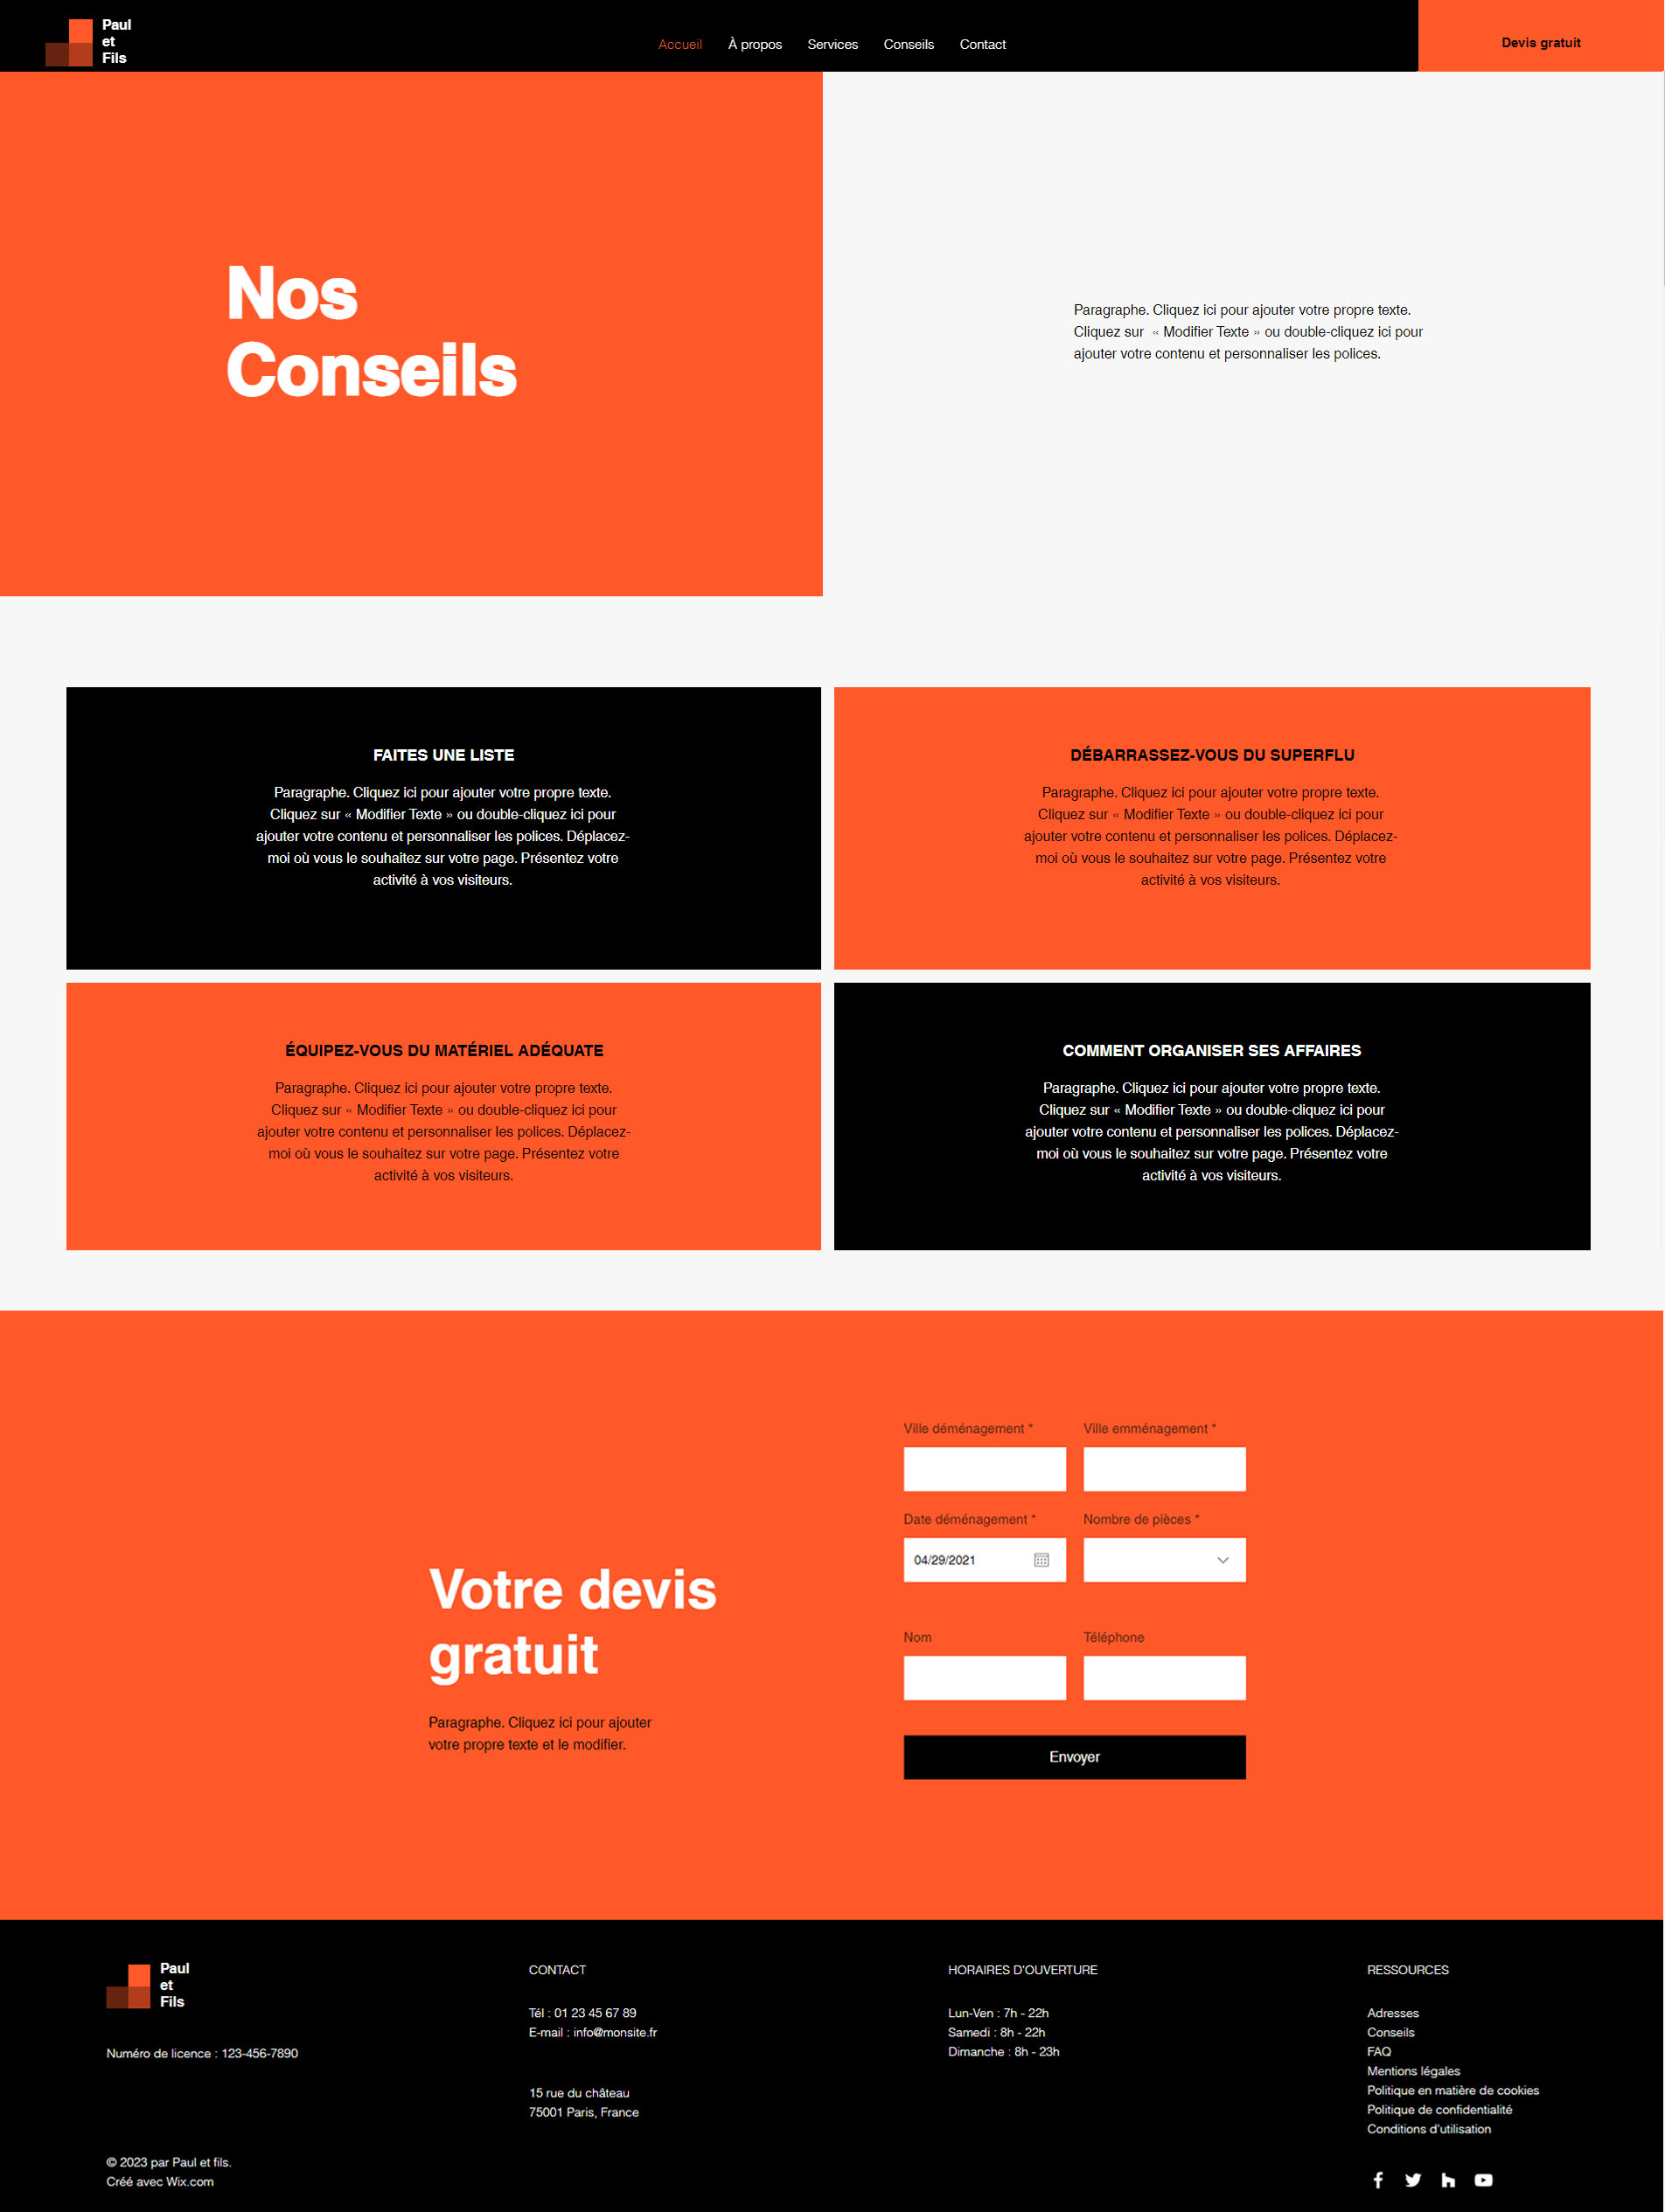 Paul
et
Fils
Accueil
À propos
Services
Conseils
Contact
Devis gratuit
Nos
Conseils
Paragraphe. Cliquez ici pour ajouter votre propre texte.
Cliquez sur « Modifier Texte » ou double-cliquez ici pour
ajouter votre contenu et personnaliser les polices.
FAITES UNE LISTE
Paragraphe. Cliquez ici pour ajouter votre propre texte.
Cliquez sur « Modifier Texte » ou double-cliquez ici pour
ajouter votre contenu et personnaliser les polices. Déplacez-
moi où vous le souhaitez sur votre page. Présentez votre
activité à vos visiteurs.
DÉBARRASSEZ-VOUS DU SUPERFLU
Paragraphe. Cliquez ici pour ajouter votre propre texte.
Cliquez sur « Modifier Texte » ou double-cliquez ici pour
ajouter votre contenu et personnaliser les polices. Déplacez-
moi où vous le souhaitez sur votre page. Présentez votre
activité à vos visiteurs.
ÉQUIPEZ-VOUS DU MATÉRIEL ADÉQUATE
Paragraphe. Cliquez ici pour ajouter votre propre texte.
Cliquez sur « Modifier Texte » ou double-cliquez ici pour
ajouter votre contenu et personnaliser les polices. Déplacez-
moi où vous le souhaitez sur votre page. Présentez votre
activité à vos visiteurs.
COMMENT ORGANISER SES AFFAIRES
Paragraphe. Cliquez ici pour ajouter votre propre texte.
Cliquez sur « Modifier Texte » ou double-cliquez ici pour
ajouter votre contenu et personnaliser les polices. Déplacez-
moi où vous le souhaitez sur votre page. Présentez votre
activité à vos visiteurs.
Votre devis
gratuit
Paragraphe. Cliquez ici pour ajouter
votre propre texte et le modifier.
Ville déménagement *
Ville emménagement *
Date déménagement *
Nombre de pièces *
04/29/2021
Nom
Téléphone
Envoyer
Paul
et
Fils
Numéro de licence : 123-456-7890
© 2023 par Paul et fils.
Créé avec Wix.com
CONTACT
Tél : 01 23 45 67 89
E-mail : info@monsite.fr
15 rue du château
75001 Paris, France
HORAIRES D'OUVERTURE
Lun-Ven : 7h - 22h
Samedi : 8h - 22h
Dimanche : 8h - 23h
RESSOURCES
Adresses
Conseils
FAQ
Mentions légales
Politique en matière de cookies
Politique de confidentialité
Conditions d'utilisation